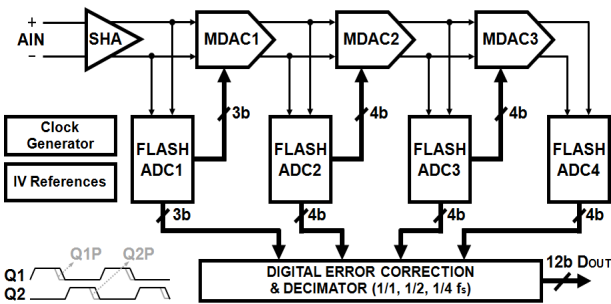 +
AIN
−
SHA
MDAC1
MDAC2
MDAC3
3b
4b
4b
Clock
Generator
IV References
FLASH
ADC1
FLASH
ADC2
FLASH
ADC3
FLASH
ADC4
3b
4b
4b
4b
Q1P
Q2P
Q1
Q2
DIGITAL ERROR CORRECTION
& DECIMATOR (1/1, 1/2, 1/4 fs)
12b DOUT